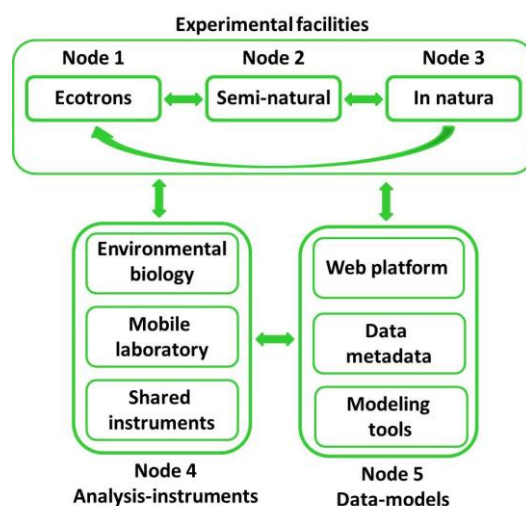 Experimental facilities
Node 1
Node 2
Node 3
Ecotrons
Semi-natural
In natura
Environmental
biology
Mobile
laboratory
Shared
instruments
Node 4
Analysis-instruments
Web platform
Data
metadata
Modeling
tools
Node 5
Data-models